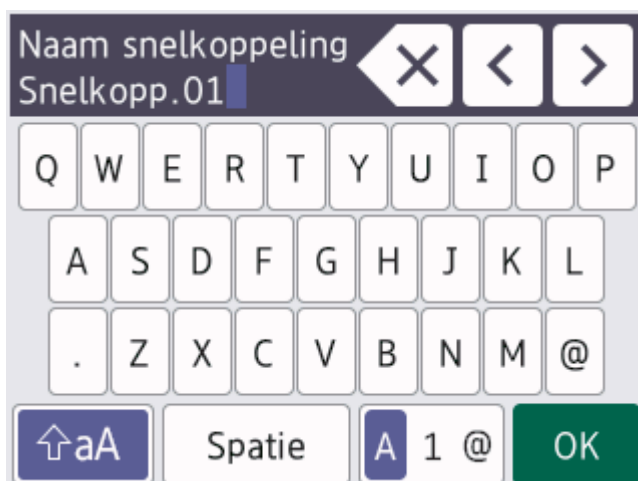 Naam snelkoppeling
Snelkopp.01
Q W E R T Y U I O P
A S D F G H J K L
. Z X C V B N M @
aA Spatie A 1 @ OK